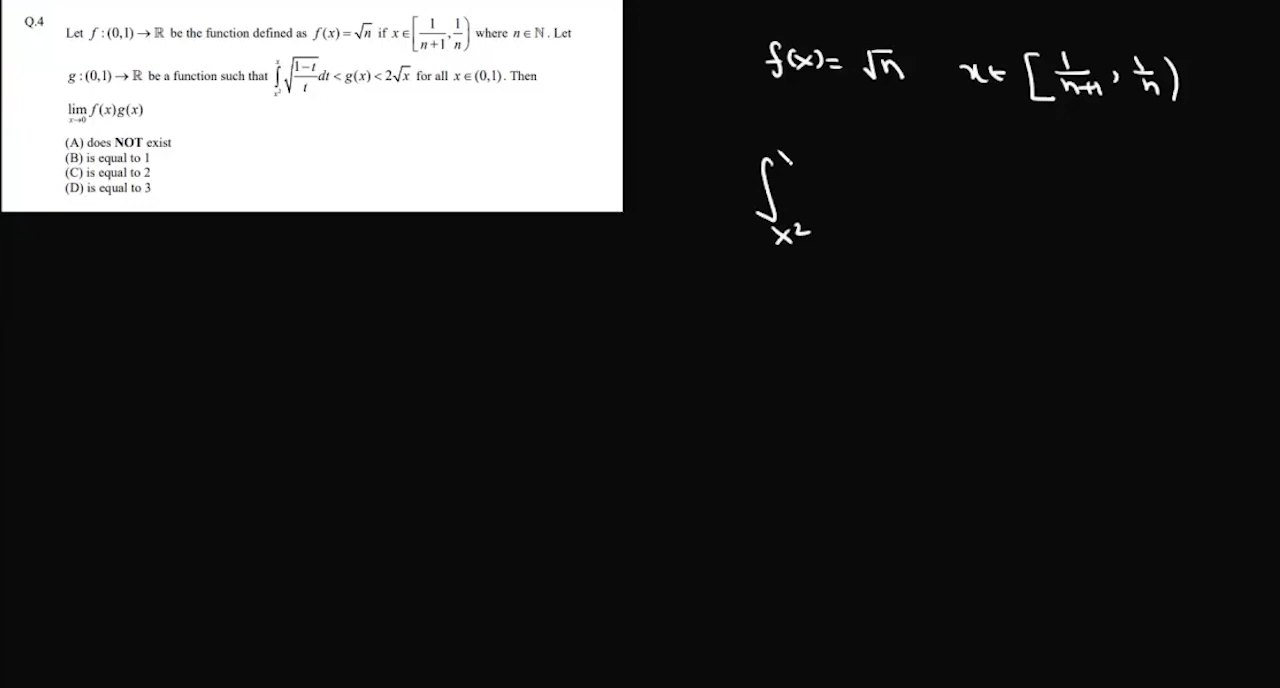 Q.4
Let f : (0,1) → ℝ be the function defined as f(x) = √n if x ∈ [1/(n+1), 1/n) where n ∈ ℕ. Let
g : (0,1) → ℝ be a function such that ∫_{x²}^{x} √((1−t)/t) dt < g(x) < 2√x for all x ∈ (0,1). Then
lim_{x→0} f(x)g(x)
(A) does NOT exist
(B) is equal to 1
(C) is equal to 2
(D) is equal to 3
f(x) = √n x ∈ [1/(n+1), 1/n)
∫_{x²}